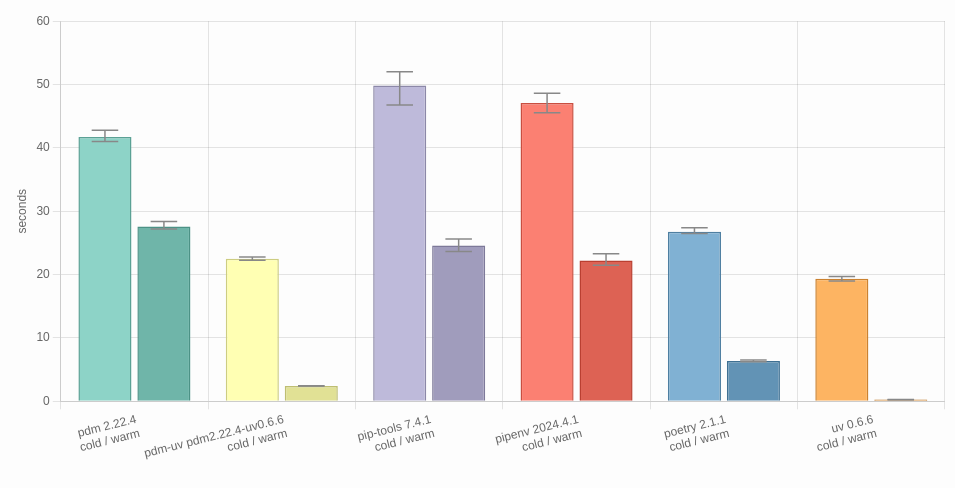 60
50
40
30
20
10
0
seconds
pdm 2.22.4
cold / warm
pdm-uv pdm2.22.4-uv0.6.6
cold / warm
pip-tools 7.4.1
cold / warm
pipenv 2024.4.1
cold / warm
poetry 2.1.1
cold / warm
uv 0.6.6
cold / warm